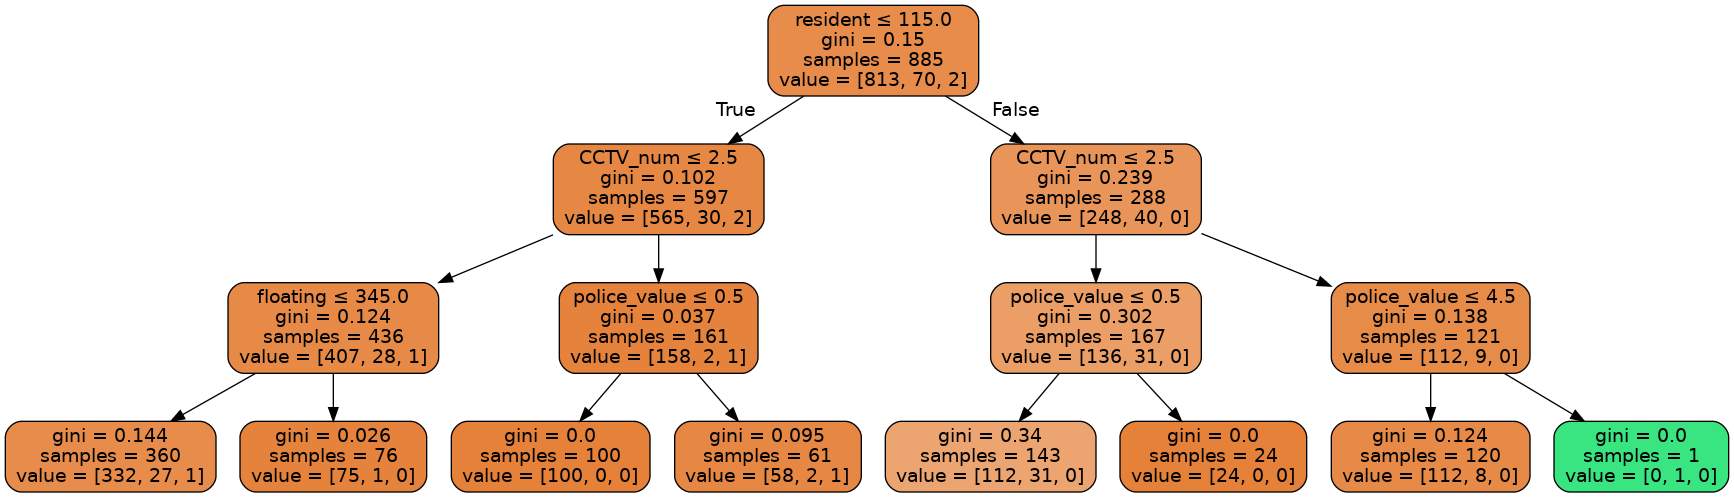 resident ≤ 115.0
gini = 0.15
samples = 885
value = [813, 70, 2]
True
False
CCTV_num ≤ 2.5
gini = 0.102
samples = 597
value = [565, 30, 2]
CCTV_num ≤ 2.5
gini = 0.239
samples = 288
value = [248, 40, 0]
floating ≤ 345.0
gini = 0.124
samples = 436
value = [407, 28, 1]
police_value ≤ 0.5
gini = 0.037
samples = 161
value = [158, 2, 1]
police_value ≤ 0.5
gini = 0.302
samples = 167
value = [136, 31, 0]
police_value ≤ 4.5
gini = 0.138
samples = 121
value = [112, 9, 0]
gini = 0.144
samples = 360
value = [332, 27, 1]
gini = 0.026
samples = 76
value = [75, 1, 0]
gini = 0.0
samples = 100
value = [100, 0, 0]
gini = 0.095
samples = 61
value = [58, 2, 1]
gini = 0.34
samples = 143
value = [112, 31, 0]
gini = 0.0
samples = 24
value = [24, 0, 0]
gini = 0.124
samples = 120
value = [112, 8, 0]
gini = 0.0
samples = 1
value = [0, 1, 0]